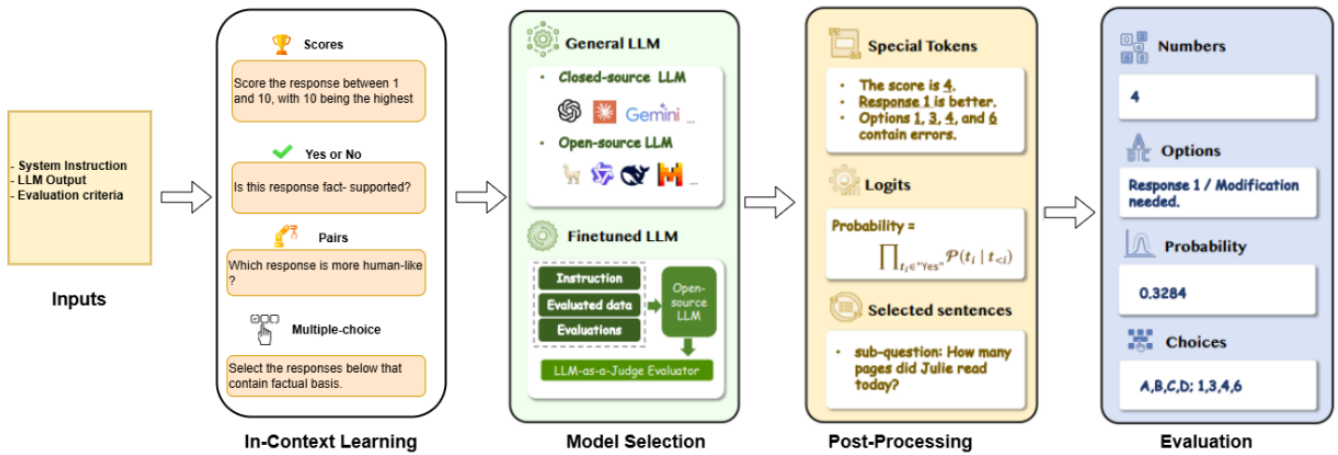 - System Instruction
- LLM Output
- Evaluation criteria
Inputs
Scores
Score the response between 1
and 10, with 10 being the highest
Yes or No
Is this response fact- supported?
Pairs
Which response is more human-like
?
Multiple-choice
Select the responses below that
contain factual basis.
In-Context Learning
General LLM
• Closed-source LLM
Gemini ...
• Open-source LLM
...
Finetuned LLM
Instruction
Evaluated data
Evaluations
Open-
source
LLM
LLM-as-a-Judge Evaluator
Model Selection
Special Tokens
• The score is 4.
• Response 1 is better.
• Options 1, 3, 4, and 6
contain errors.
Logits
Probability =
∏ t_i∈"Yes" P(t_i | t_<i)
Selected sentences
• sub-question: How many
pages did Julie read
today?
Post-Processing
Numbers
4
Options
Response 1 / Modification
needed.
Probability
0.3284
Choices
A,B,C,D; 1,3,4,6
Evaluation